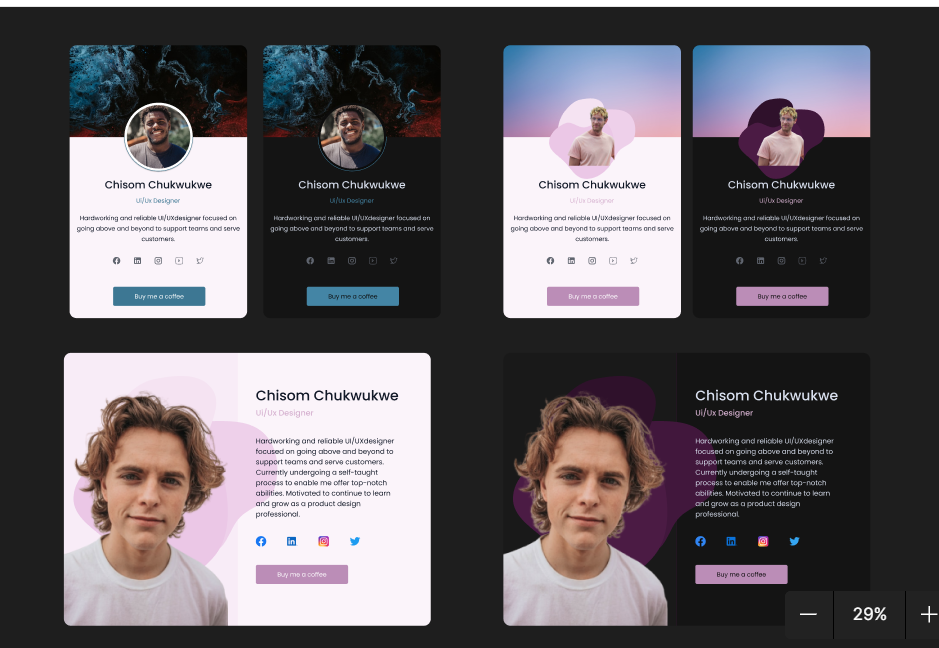 Chisom Chukwukwe
Ui/Ux Designer
Hardworking and reliable UI/UXdesigner focused on
going above and beyond to support teams and serve
customers.
Buy me a coffee
Chisom Chukwukwe
Ui/Ux Designer
Hardworking and reliable UI/UXdesigner focused on
going above and beyond to support teams and serve
customers.
Buy me a coffee
Chisom Chukwukwe
Ui/Ux Designer
Hardworking and reliable UI/UXdesigner focused on
going above and beyond to support teams and serve
customers.
Buy me a coffee
Chisom Chukwukwe
Ui/Ux Designer
Hardworking and reliable UI/UXdesigner focused on
going above and beyond to support teams and serve
customers.
Buy me a coffee
Chisom Chukwukwe
Ui/Ux Designer
Hardworking and reliable UI/UXdesigner
focused on going above and beyond to
support teams and serve customers.
Currently undergoing a self-taught
process to enable me offer top-notch
abilities. Motivated to continue to learn
and grow as a product design
professional.
Buy me a coffee
Chisom Chukwukwe
Ui/Ux Designer
Hardworking and reliable UI/UXdesigner
focused on going above and beyond to
support teams and serve customers.
Currently undergoing a self-taught
process to enable me offer top-notch
abilities. Motivated to continue to learn
and grow as a product design
professional.
Buy me a coffee
29%